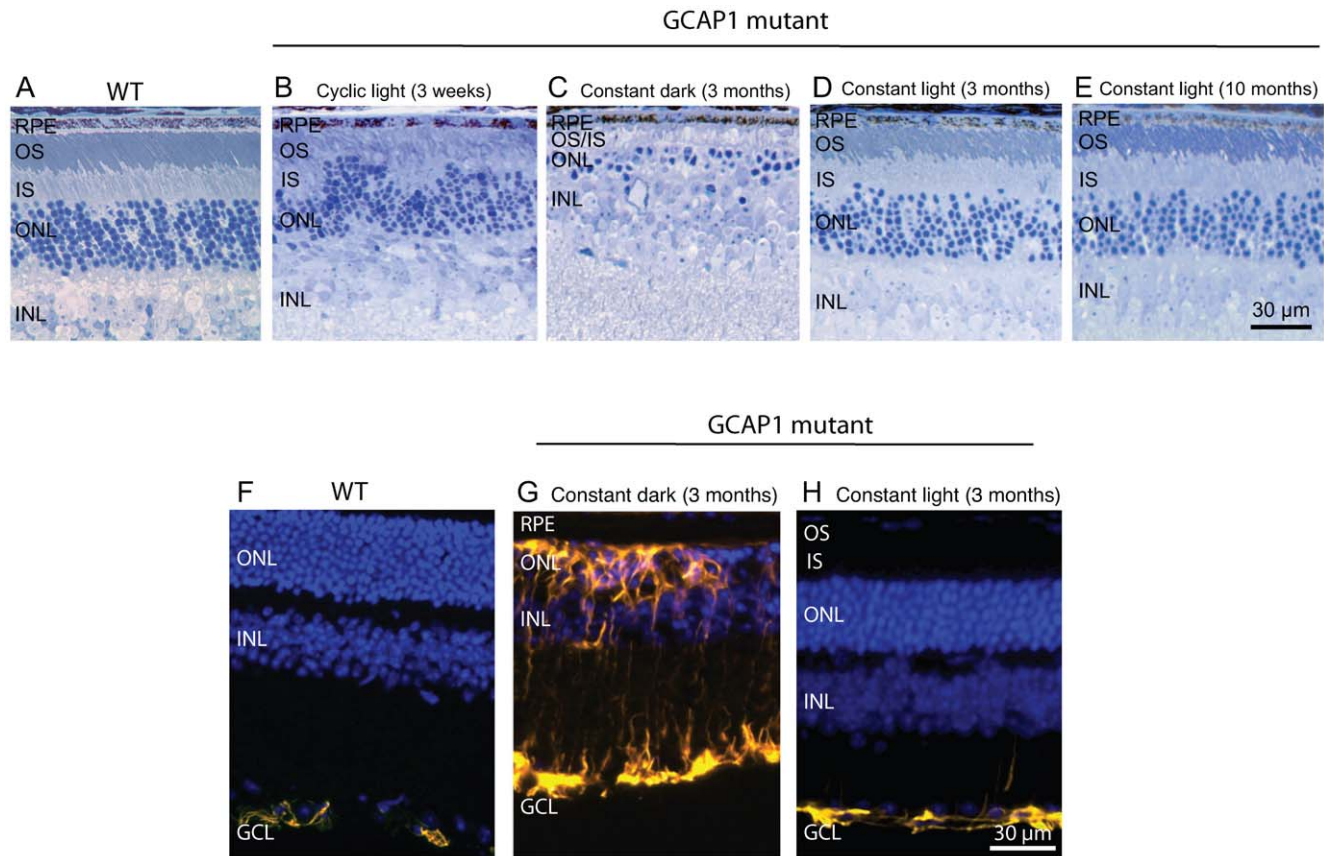 GCAP1 mutant
A WT
B Cyclic light (3 weeks)
C Constant dark (3 months)
D Constant light (3 months)
E Constant light (10 months)
RPE
OS
IS
ONL
INL
RPE
OS
IS
ONL
INL
RPE
OS/IS
ONL
INL
RPE
OS
IS
ONL
INL
RPE
OS
IS
ONL
INL
30 µm
GCAP1 mutant
F WT
G Constant dark (3 months)
H Constant light (3 months)
ONL
INL
GCL
RPE
ONL
INL
GCL
OS
IS
ONL
INL
GCL
30 µm